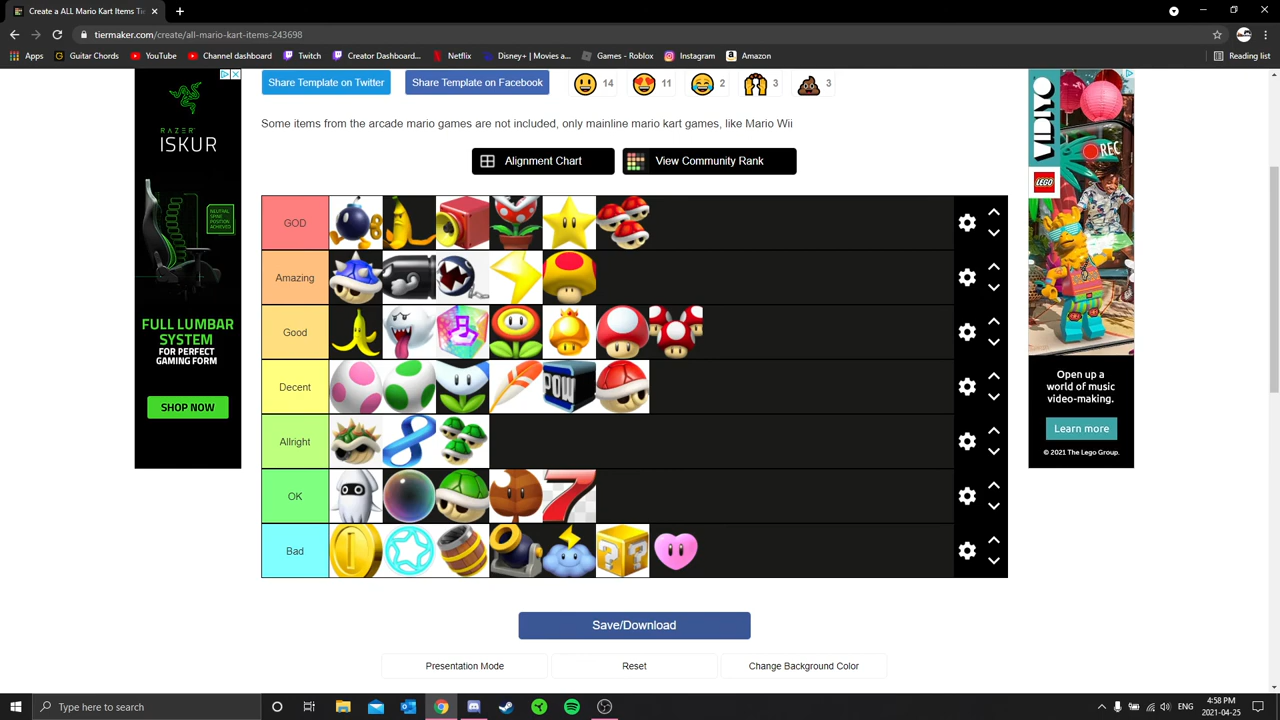 Create a ALL Mario Kart Items Tie
tiermaker.com/create/all-mario-kart-items-243698
Apps
Guitar Chords
YouTube
Channel dashboard
Twitch
Creator Dashboard...
Netflix
Disney+ | Movies a...
Games - Roblox
Instagram
Amazon
Reading list
Share Template on Twitter
Share Template on Facebook
14
11
2
3
3
Some items from the arcade mario games are not included, only mainline mario kart games, like Mario Wii
Alignment Chart
View Community Rank
GOD
Amazing
Good
Decent
POW
Allright
OK
7
Bad
? ?
Save/Download
Presentation Mode
Reset
Change Background Color
RAZER
ISKUR
FULL LUMBAR
SYSTEM
FOR PERFECT
GAMING FORM
SHOP NOW
VIDIYO
REC
LEGO
Open up a
world of music
video-making.
Learn more
© 2021 The Lego Group.
Type here to search
ENG
4:58 PM
2021-04-25